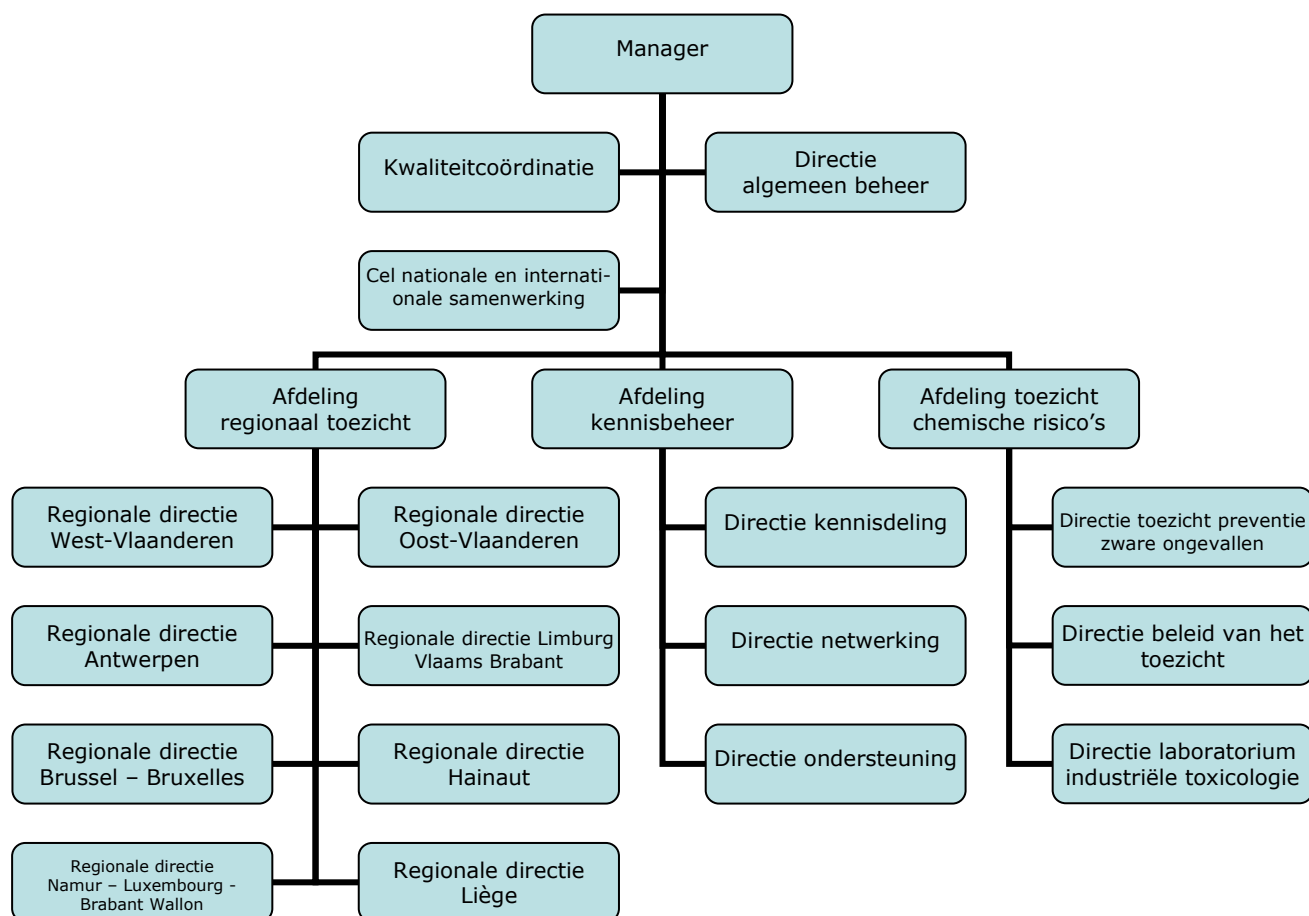 Manager
Kwaliteitcoördinatie
Directie
algemeen beheer
Cel nationale en internati-
onale samenwerking
Afdeling
regionaal toezicht
Afdeling
kennisbeheer
Afdeling toezicht
chemische risico’s
Regionale directie
West-Vlaanderen
Regionale directie
Oost-Vlaanderen
Directie kennisdeling
Directie toezicht preventie
zware ongevallen
Regionale directie
Antwerpen
Regionale directie Limburg
Vlaams Brabant
Directie netwerking
Directie beleid van het
toezicht
Regionale directie
Brussel – Bruxelles
Regionale directie
Hainaut
Directie ondersteuning
Directie laboratorium
industriële toxicologie
Regionale directie
Namur – Luxembourg -
Brabant Wallon
Regionale directie
Liège